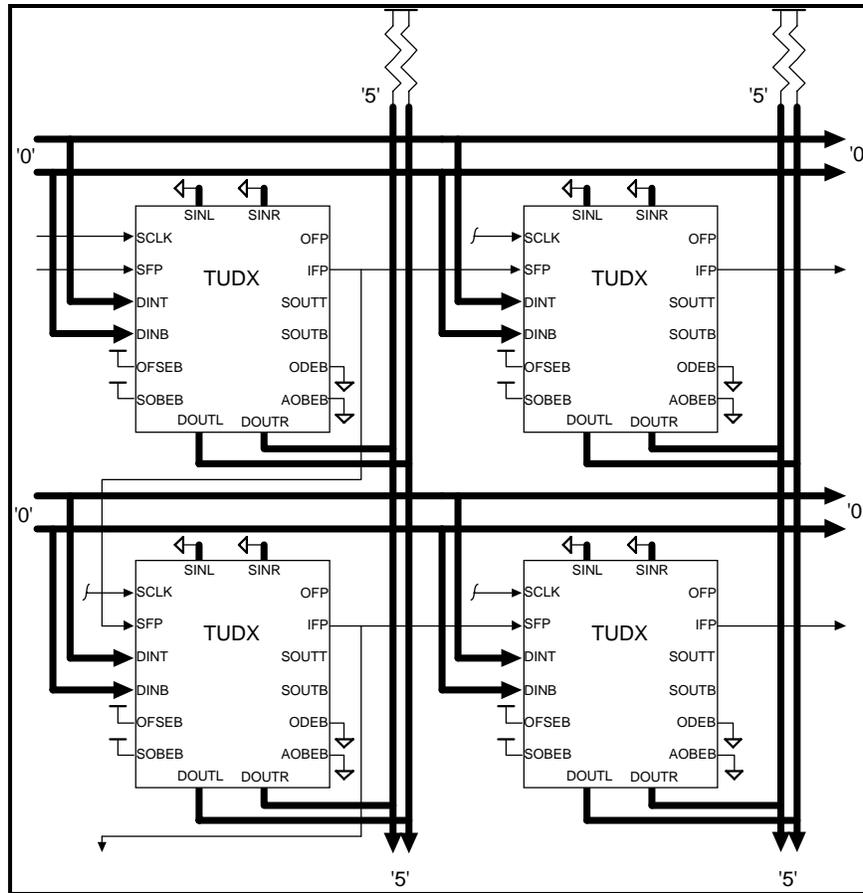 '5' '5'
'0' '0'
SINL SINR SINL SINR
SCLK OFP SCLK OFP
SFP IFP SFP IFP
TUDX TUDX
DINT SOUTT DINT SOUTT
DINB SOUTB DINB SOUTB
OFSEB ODEB OFSEB ODEB
SOBEB AOBEB SOBEB AOBEB
DOUTL DOUTR DOUTL DOUTR
'0' '0
SINL SINR SINL SINR
SCLK OFP SCLK OFP
SFP IFP SFP IFP
TUDX TUDX
DINT SOUTT DINT SOUTT
DINB SOUTB DINB SOUTB
OFSEB ODEB OFSEB ODEB
SOBEB AOBEB SOBEB AOBEB
DOUTL DOUTR DOUTL DOUTR
'5' '5'